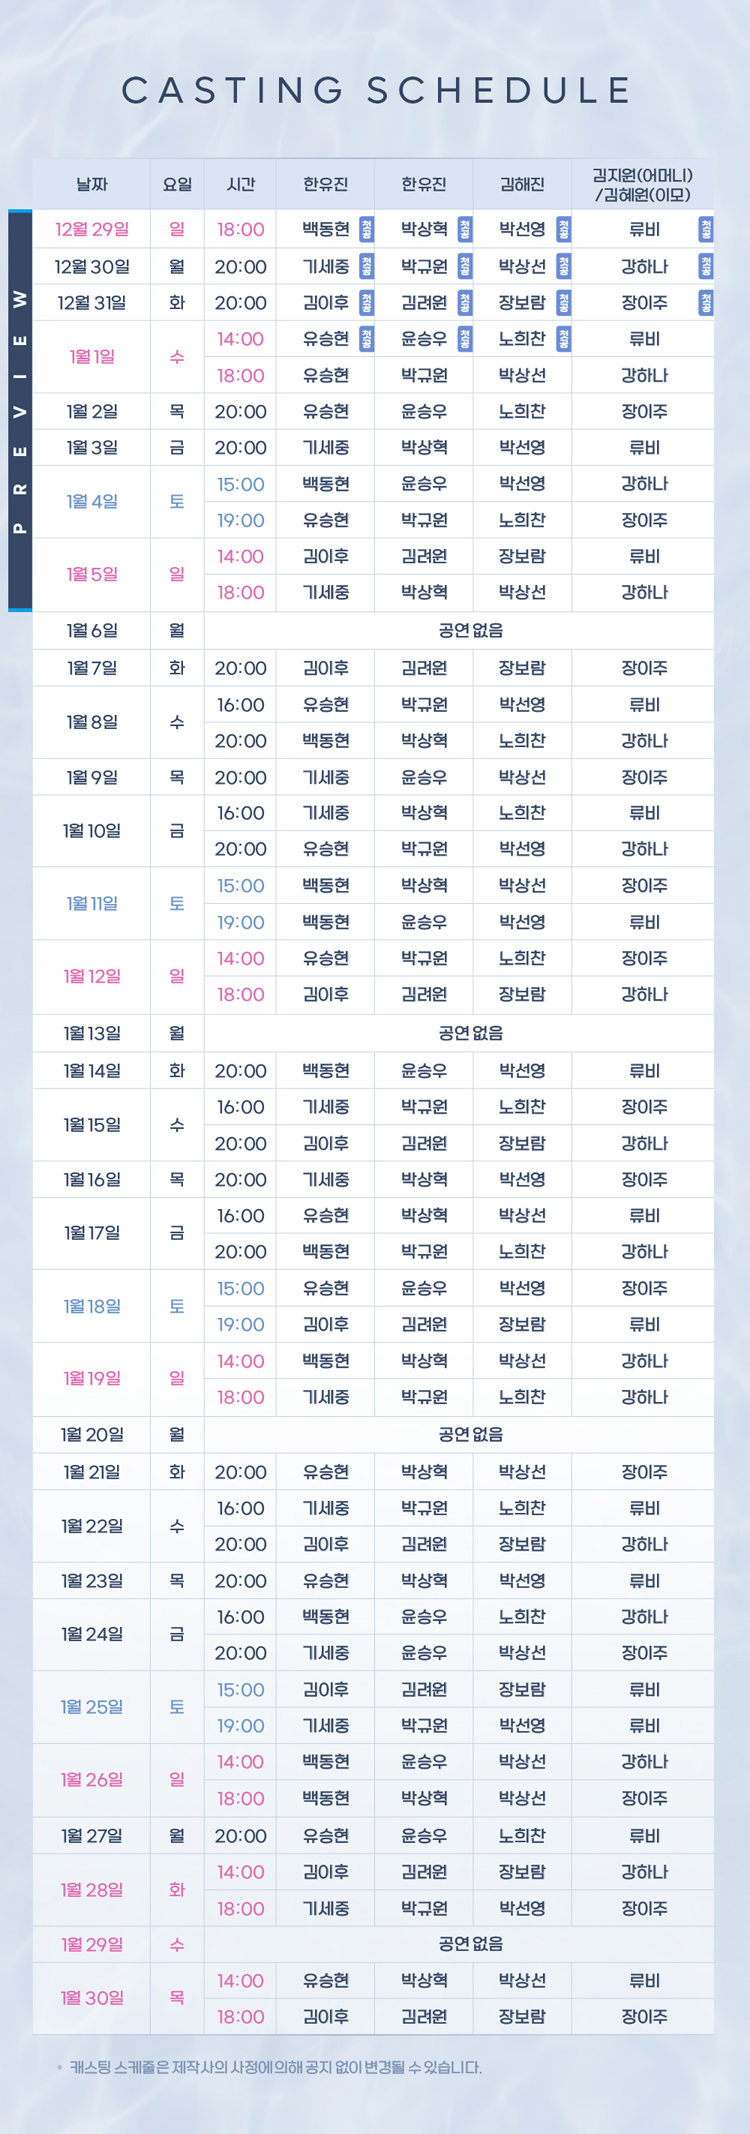 CASTING SCHEDULE
날짜 요일 시간 한유진 한유진 김해진 김지원(어머니)
/김혜원(이모)
PREVIEW
12월 29일 일 18:00 백동현 첫공 박상혁 첫공 박선영 첫공 류비 첫공
12월 30일 월 20:00 기세중 첫공 박규원 첫공 박상선 첫공 강하나 첫공
12월 31일 화 20:00 김이후 첫공 김려원 첫공 장보람 첫공 장이주 첫공
1월 1일 수 14:00 유승현 첫공 윤승우 첫공 노희찬 첫공 류비
18:00 유승현 박규원 박상선 강하나
1월 2일 목 20:00 유승현 윤승우 노희찬 장이주
1월 3일 금 20:00 기세중 박상혁 박선영 류비
1월 4일 토 15:00 백동현 윤승우 박선영 강하나
19:00 유승현 박규원 노희찬 장이주
1월 5일 일 14:00 김이후 김려원 장보람 류비
18:00 기세중 박상혁 박상선 강하나
1월 6일 월 공연 없음
1월 7일 화 20:00 김이후 김려원 장보람 장이주
1월 8일 수 16:00 유승현 박규원 박선영 류비
20:00 백동현 박상혁 노희찬 강하나
1월 9일 목 20:00 기세중 윤승우 박상선 장이주
1월 10일 금 16:00 기세중 박상혁 노희찬 류비
20:00 유승현 박규원 박선영 강하나
1월 11일 토 15:00 백동현 박상혁 박상선 장이주
19:00 백동현 윤승우 박선영 류비
1월 12일 일 14:00 유승현 박규원 노희찬 장이주
18:00 김이후 김려원 장보람 강하나
1월 13일 월 공연 없음
1월 14일 화 20:00 백동현 윤승우 박선영 류비
1월 15일 수 16:00 기세중 박규원 노희찬 장이주
20:00 김이후 김려원 장보람 강하나
1월 16일 목 20:00 기세중 박상혁 박선영 장이주
1월 17일 금 16:00 유승현 박상혁 박상선 류비
20:00 백동현 박규원 노희찬 강하나
1월 18일 토 15:00 유승현 윤승우 박선영 장이주
19:00 김이후 김려원 장보람 류비
1월 19일 일 14:00 백동현 박상혁 박상선 강하나
18:00 기세중 박규원 노희찬 강하나
1월 20일 월 공연 없음
1월 21일 화 20:00 유승현 박상혁 박상선 장이주
1월 22일 수 16:00 기세중 박규원 노희찬 류비
20:00 김이후 김려원 장보람 강하나
1월 23일 목 20:00 유승현 박상혁 박선영 류비
1월 24일 금 16:00 백동현 윤승우 노희찬 강하나
20:00 기세중 윤승우 박상선 장이주
1월 25일 토 15:00 김이후 김려원 장보람 류비
19:00 기세중 박규원 박선영 류비
1월 26일 일 14:00 백동현 윤승우 박상선 강하나
18:00 백동현 박상혁 박상선 장이주
1월 27일 월 20:00 유승현 윤승우 노희찬 류비
1월 28일 화 14:00 김이후 김려원 장보람 강하나
18:00 기세중 박규원 박선영 장이주
1월 29일 수 공연 없음
1월 30일 목 14:00 유승현 박상혁 박상선 류비
18:00 김이후 김려원 장보람 장이주
• 캐스팅 스케줄은 제작사의 사정에 의해 공지 없이 변경될 수 있습니다.